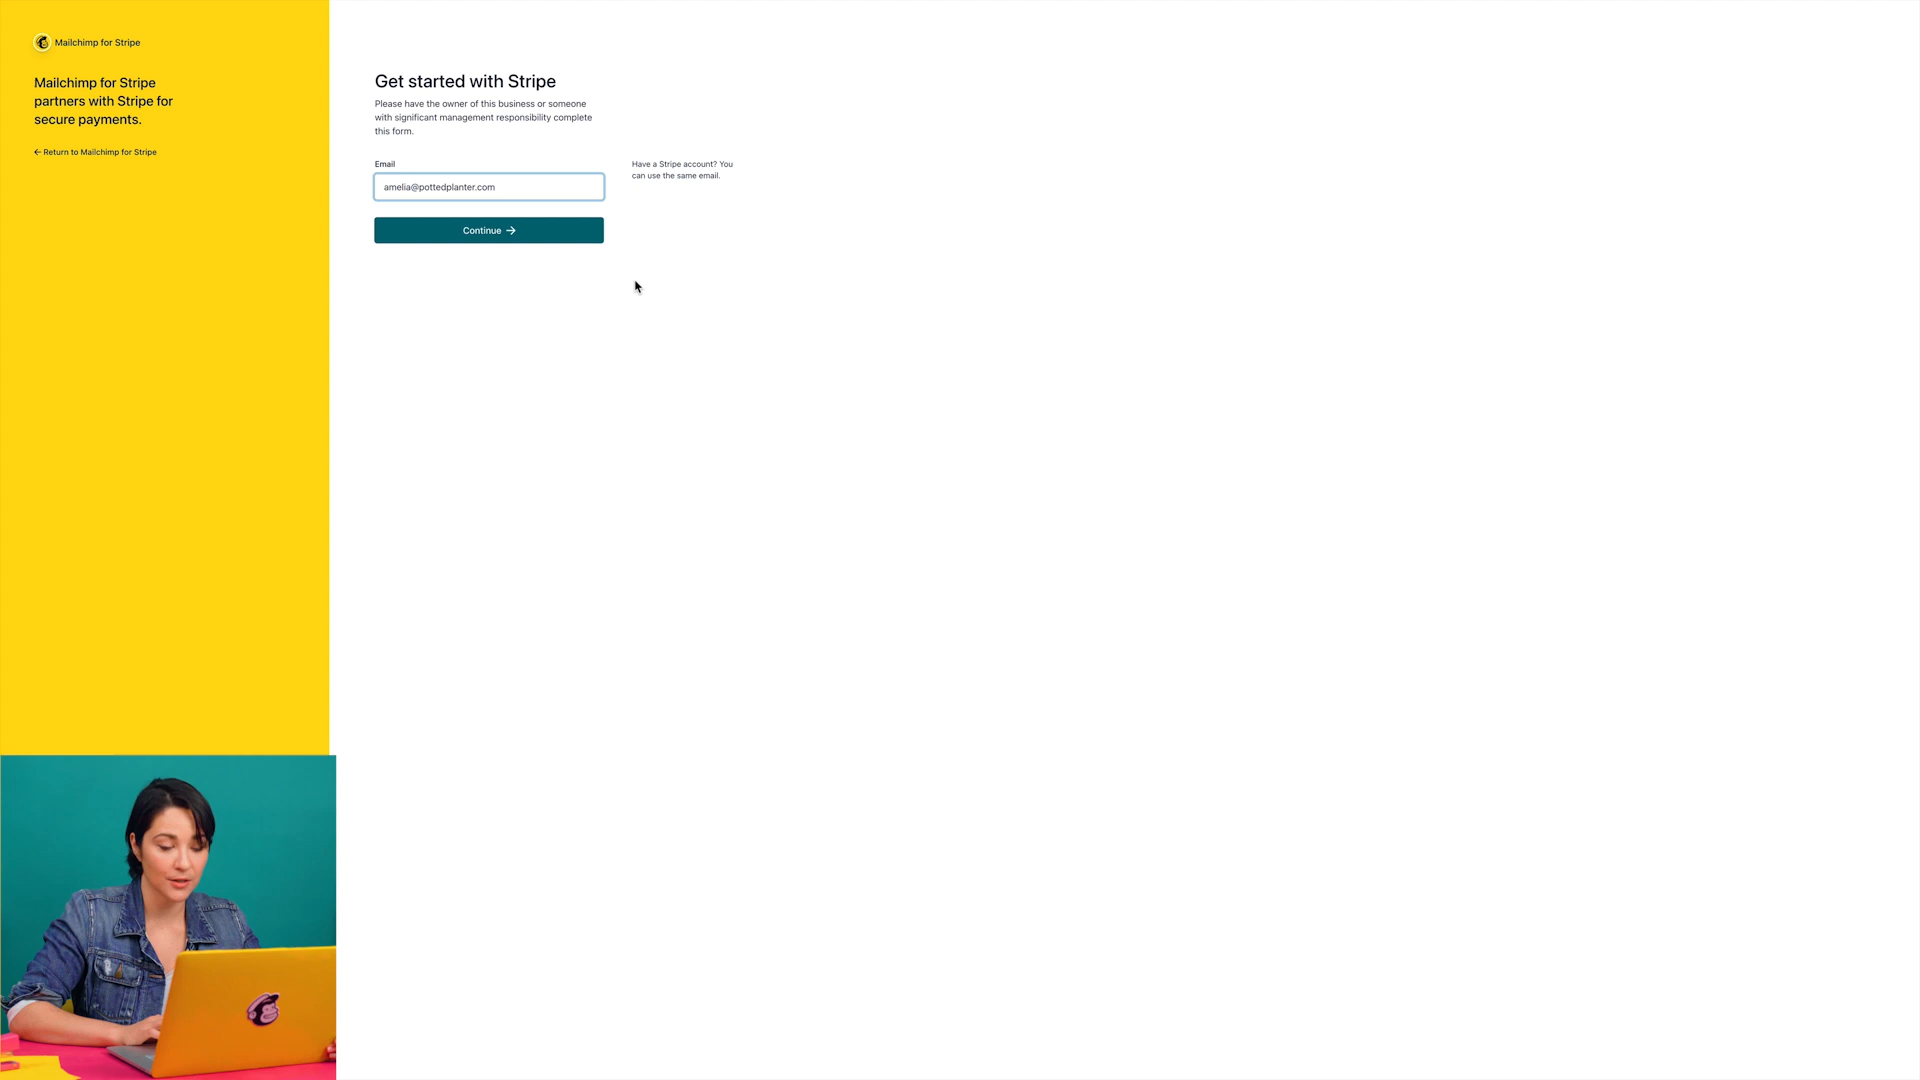 Mailchimp for Stripe
Mailchimp for Stripe
partners with Stripe for
secure payments.
← Return to Mailchimp for Stripe
Get started with Stripe
Please have the owner of this business or someone
with significant management responsibility complete
this form.
Email
amelia@pottedplanter.com
Have a Stripe account? You
can use the same email.
Continue →